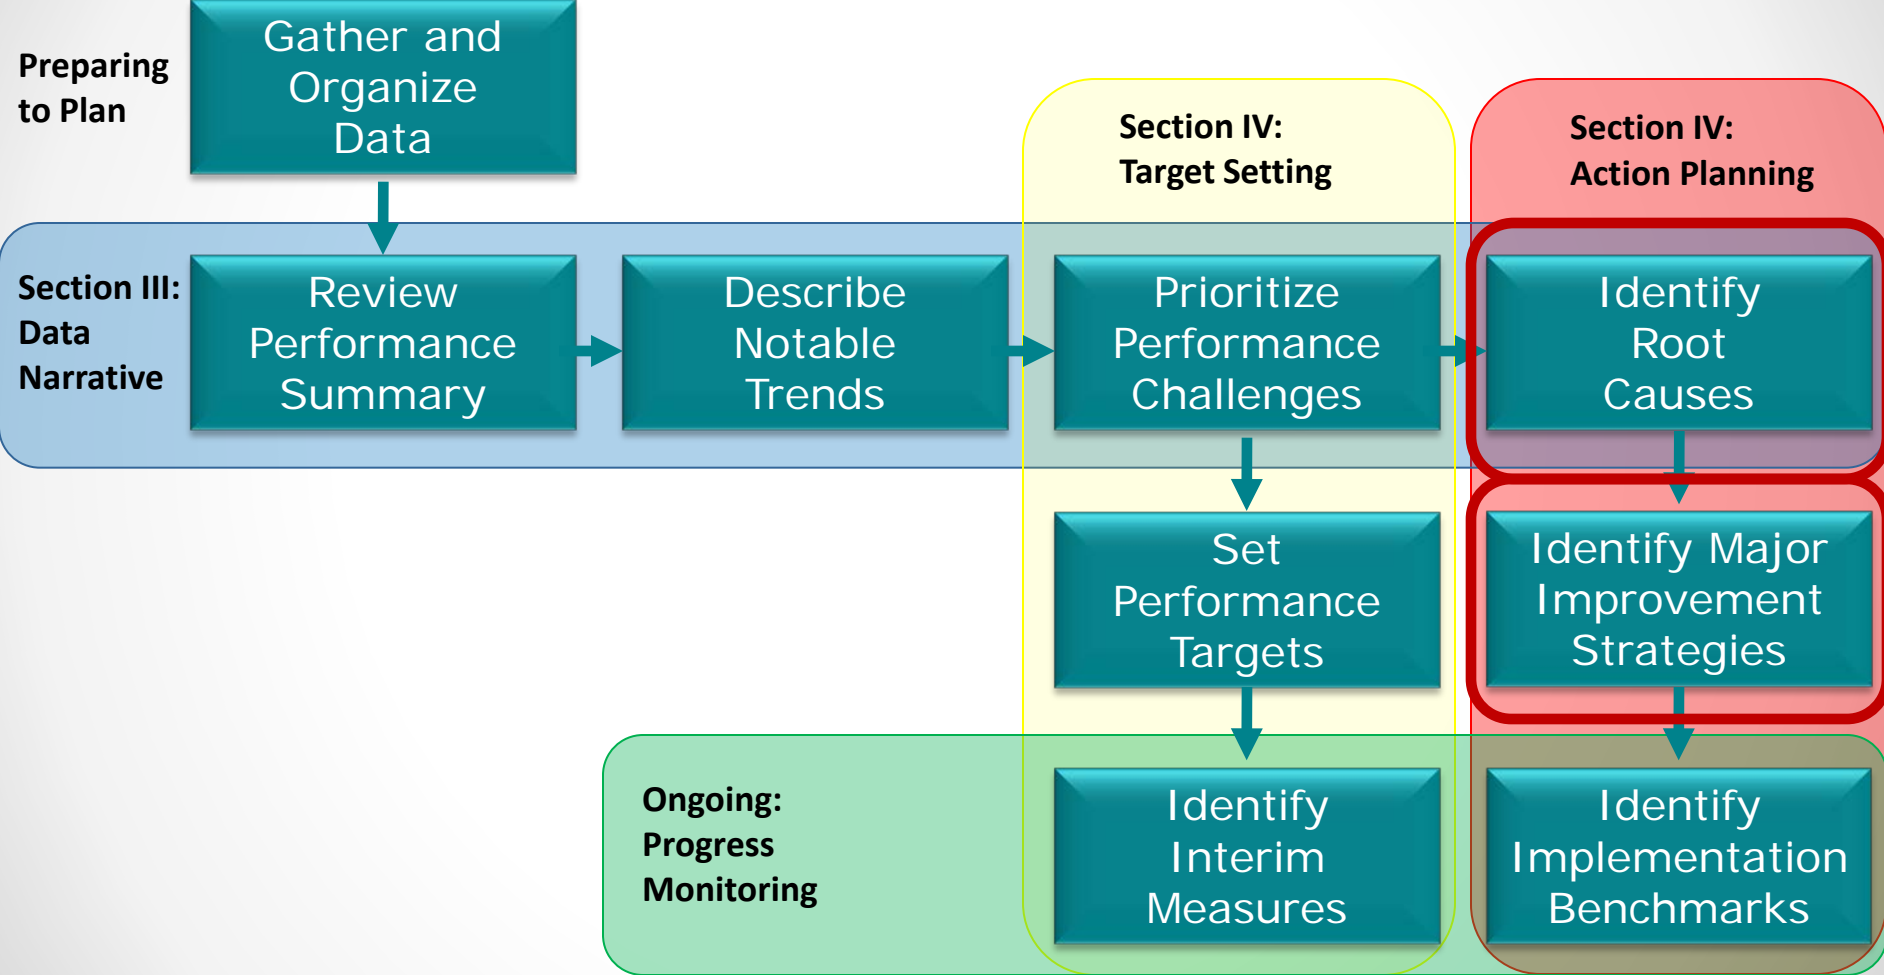 Preparing
to Plan
Gather and
Organize
Data
Section IV:
Target Setting
Section IV:
Action Planning
Section III:
Data
Narrative
Review
Performance
Summary
Describe
Notable
Trends
Prioritize
Performance
Challenges
Identify
Root
Causes
Set
Performance
Targets
Identify Major
Improvement
Strategies
Ongoing:
Progress
Monitoring
Identify
Interim
Measures
Identify
Implementation
Benchmarks